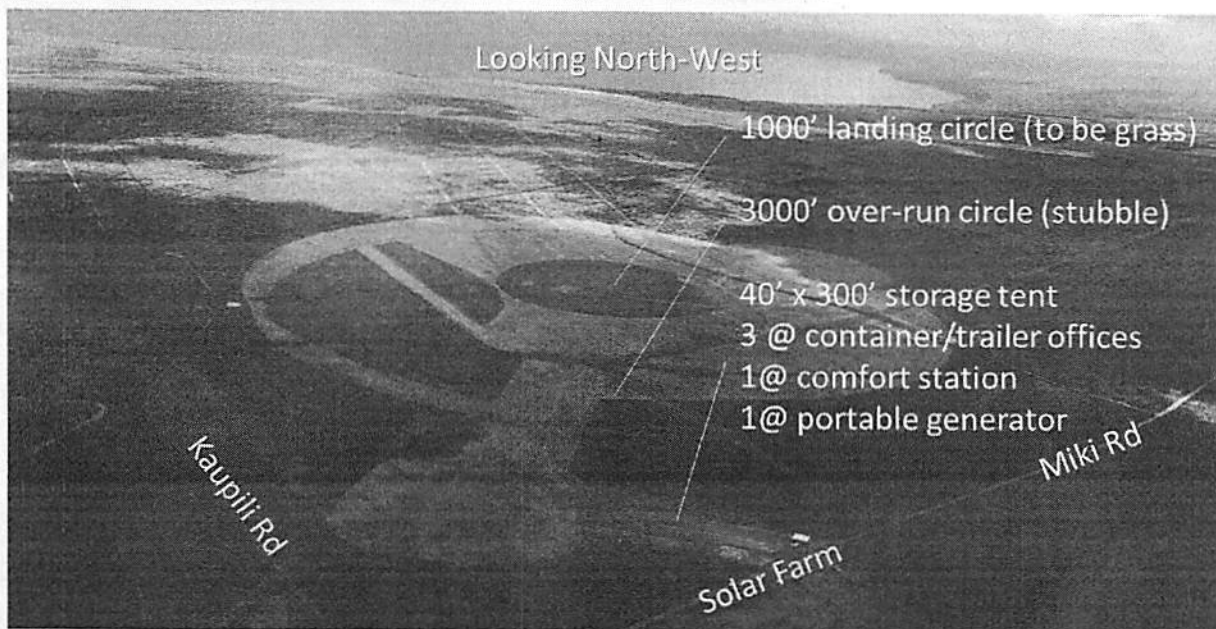 Looking North-West
1000' landing circle (to be grass)
3000' over-run circle (stubble)
40' x 300' storage tent
3 @ container/trailer offices
1@ comfort station
1@ portable generator
Kaupili Rd
Miki Rd
Solar Farm